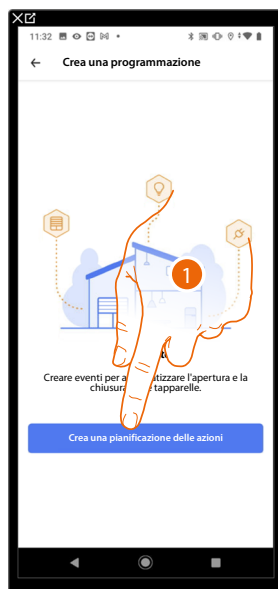 11:32
Crea una programmazione
1
Creare eventi per a tizzare l'apertura e la
chiusura e tapparelle.
Crea una pianificazione delle azioni